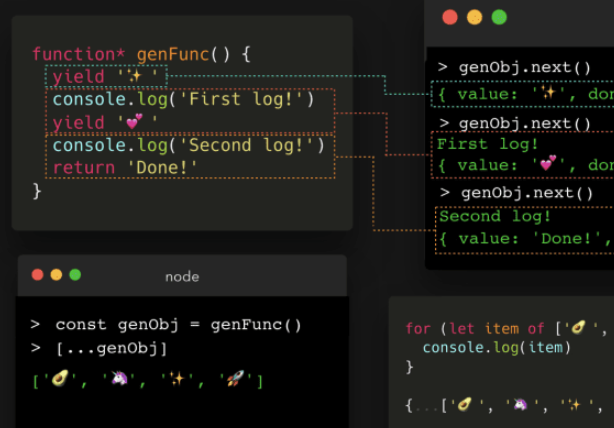 function* genFunc() {
yield '✨ '
console.log('First log!')
yield '💕 '
console.log('Second log!')
return 'Done!'
}
> genObj.next()
{ value: '✨ ', don
> genObj.next()
First log!
{ value: '💕 ', don
> genObj.next()
Second log!
{ value: 'Done!',
node
> const genObj = genFunc()
> [...genObj]
['🥑', '🦄', '✨', '🚀']
for (let item of ['🥑 ',
console.log(item)
}
{...['🥑 ', '🦄 ', '✨ ',